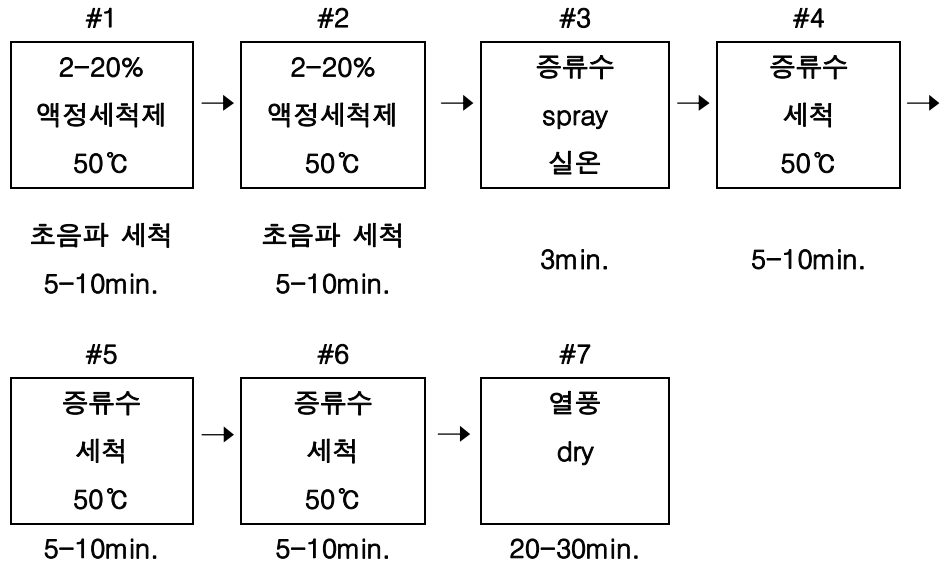 #1
2-20%
액정세척제
50℃
초음파 세척
5-10min.
#2
2-20%
액정세척제
50℃
초음파 세척
5-10min.
#3
증류수
spray
실온
3min.
#4
증류수
세척
50℃
5-10min.
#5
증류수
세척
50℃
5-10min.
#6
증류수
세척
50℃
5-10min.
#7
열풍
dry
20-30min.